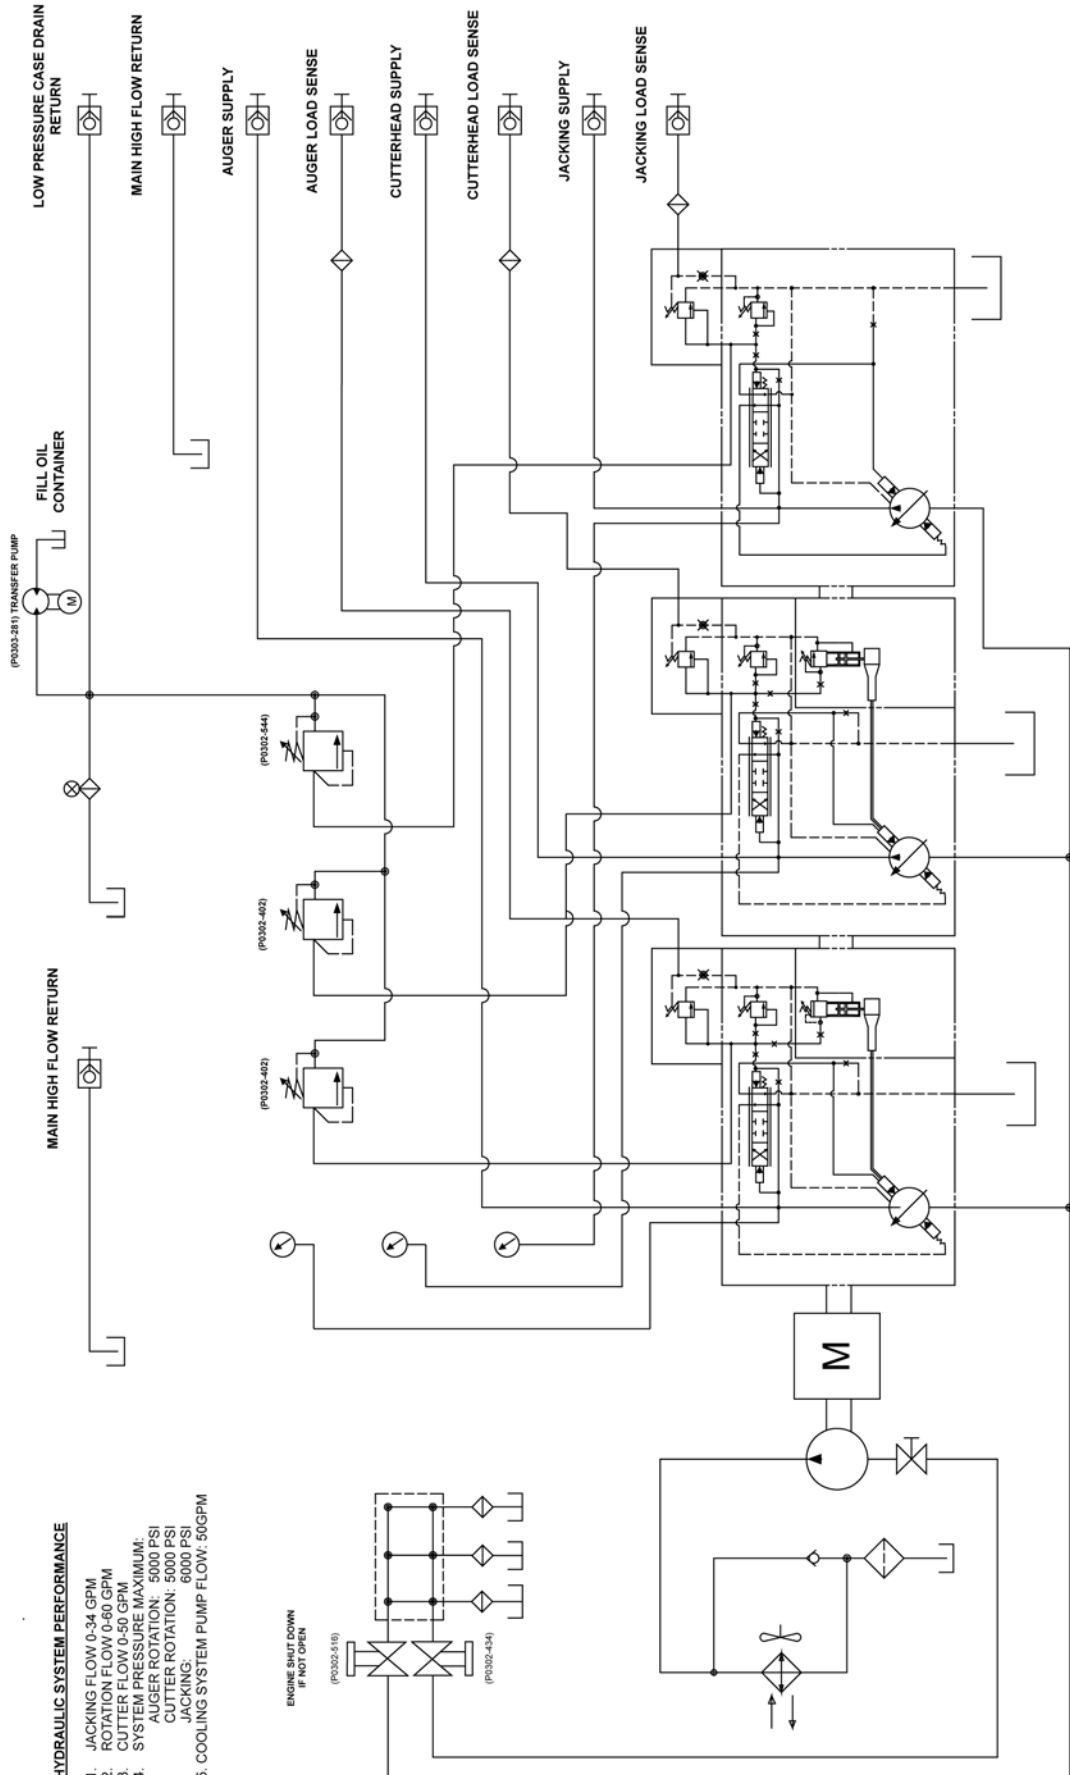 LOW PRESSURE CASE DRAIN
RETURN
MAIN HIGH FLOW RETURN
AUGER SUPPLY
AUGER LOAD SENSE
CUTTERHEAD SUPPLY
CUTTERHEAD LOAD SENSE
JACKING SUPPLY
JACKING LOAD SENSE
FILL OIL
CONTAINER
(P0303-281) TRANSFER PUMP
M
(P0302-544)
(P0302-402)
(P0302-402)
MAIN HIGH FLOW RETURN
M
HYDRAULIC SYSTEM PERFORMANCE
1. JACKING FLOW 0-34 GPM
2. ROTATION FLOW 0-60 GPM
3. CUTTER FLOW 0-50 GPM
4. SYSTEM PRESSURE MAXIMUM:
AUGER ROTATION: 5000 PSI
CUTTER ROTATION: 5000 PSI
JACKING: 6000 PSI
5. COOLING SYSTEM PUMP FLOW: 50GPM
ENGINE SHUT DOWN
IF NOT OPEN
(P0302-516)
(P0302-434)